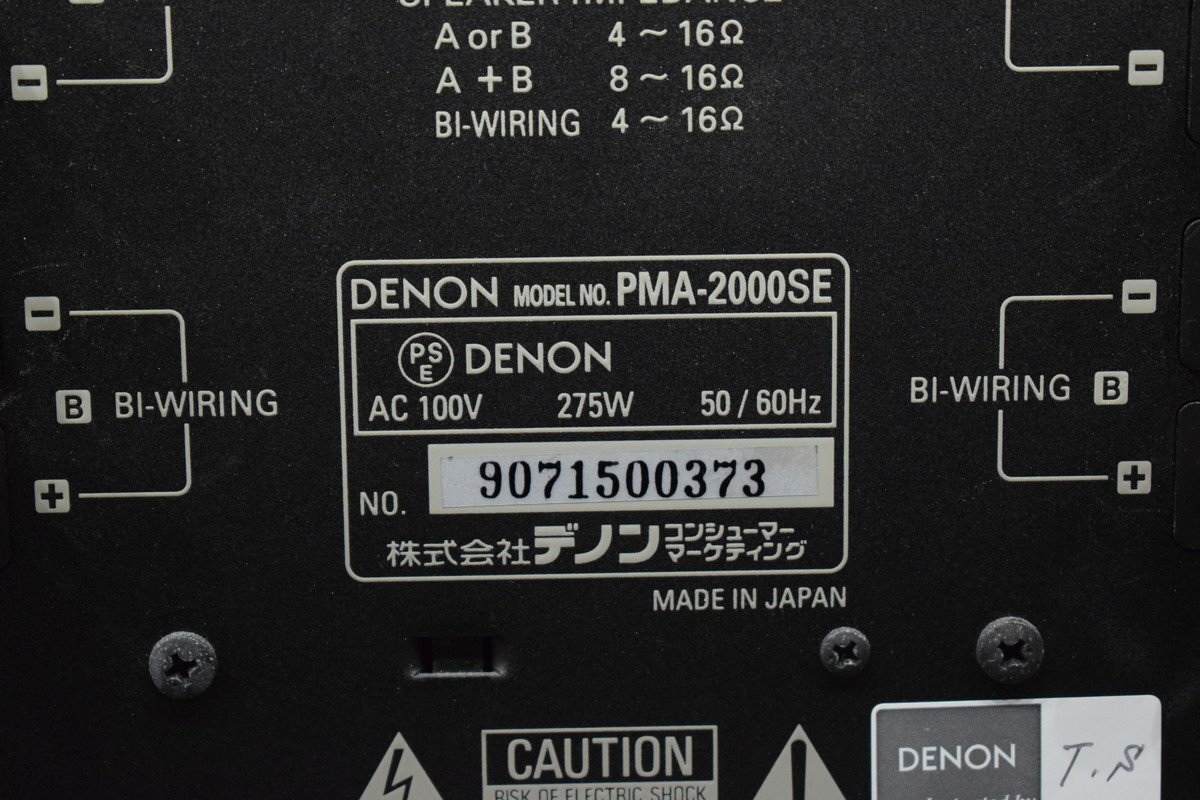 SPEAKER IMPEDANCE
A or B 4 ~ 16Ω
A + B 8 ~ 16Ω
BI-WIRING 4 ~ 16Ω
DENON MODEL NO. PMA-2000SE
PSE DENON
AC 100V 275W 50 / 60Hz
B BI-WIRING
BI-WIRING B
NO. 9071500373
株式会社デノン コンシューマー
マーケティング
MADE IN JAPAN
CAUTION
RISK OF ELECTRIC SHOCK
DENON T.S